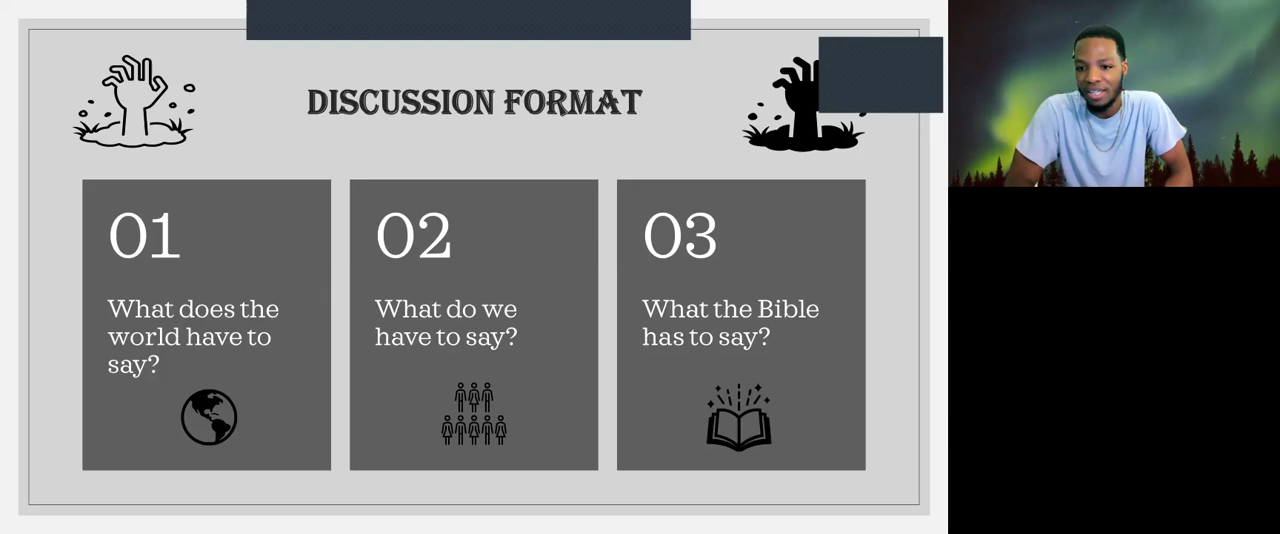 DISCUSSION FORMAT
01
What does the
world have to
say?
02
What do we
have to say?
03
What the Bible
has to say?